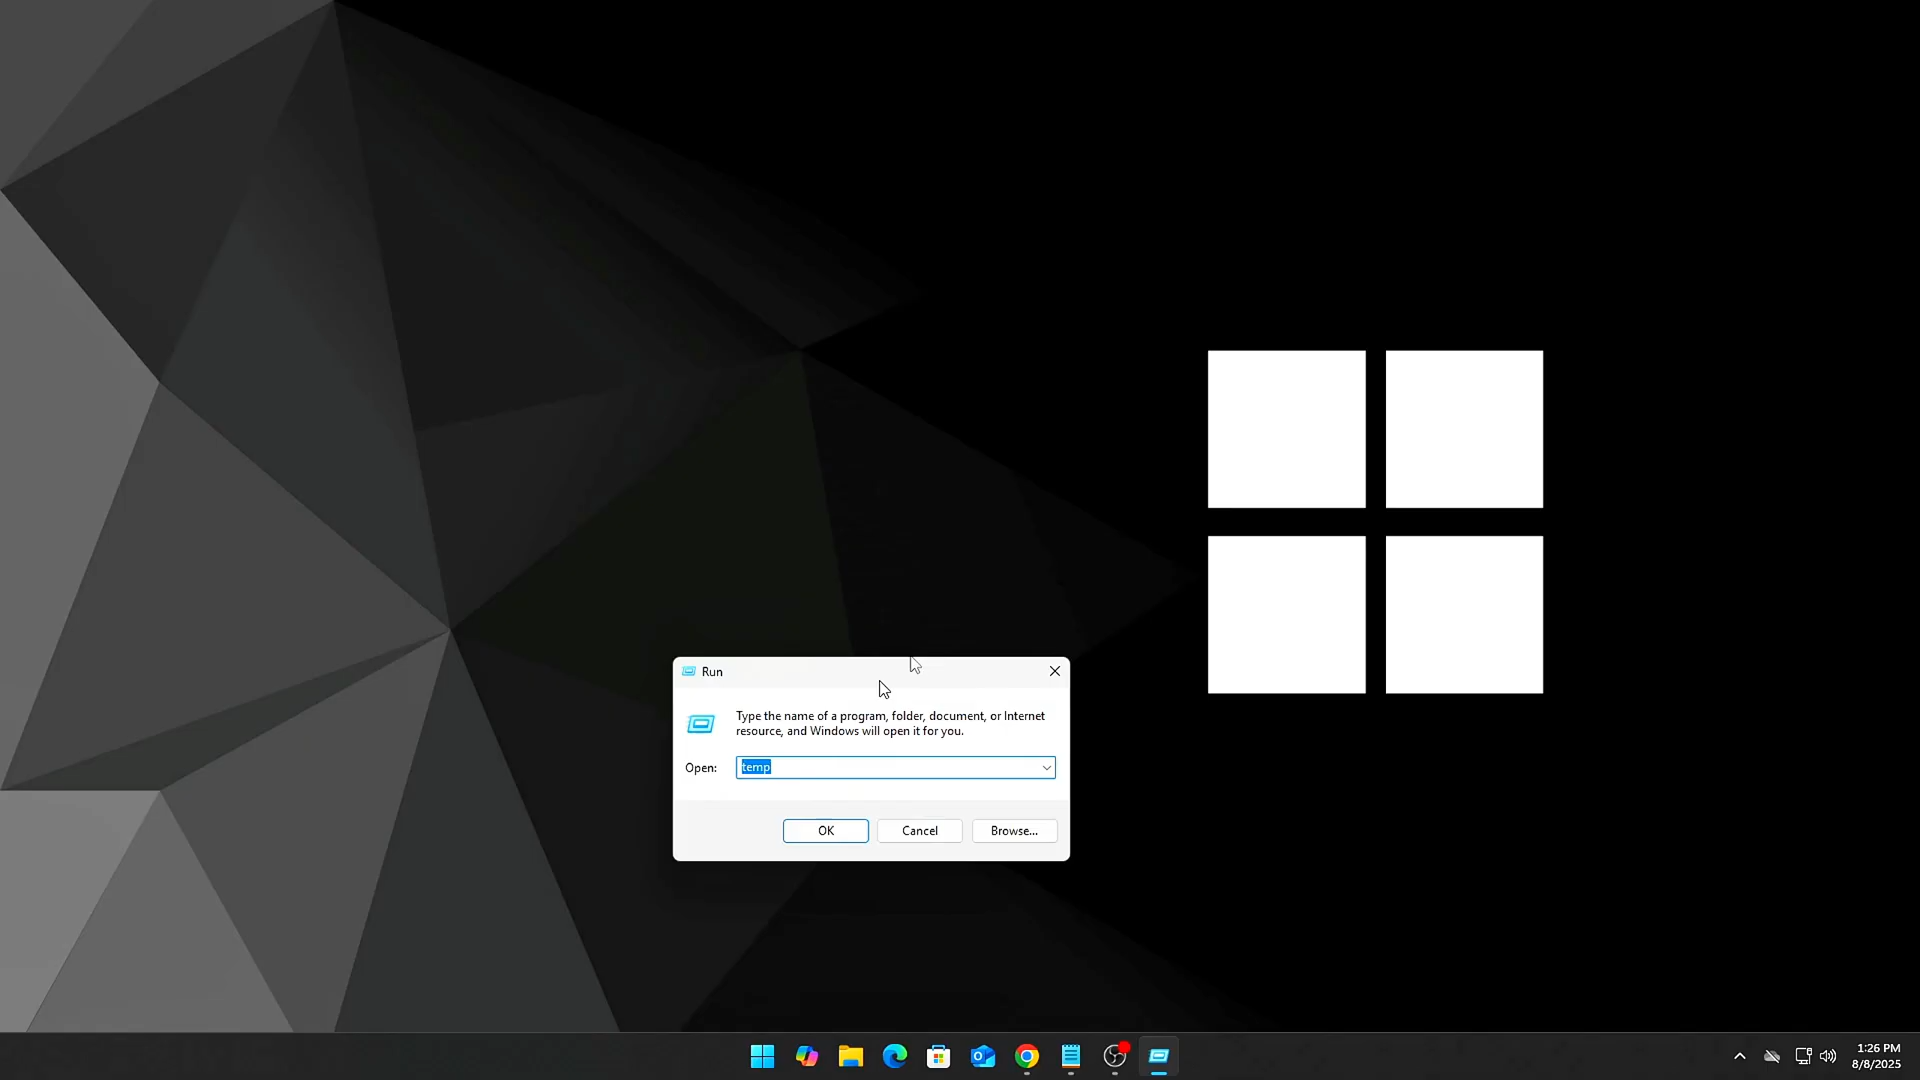 Run
Type the name of a program, folder, document, or Internet
resource, and Windows will open it for you.
Open: temp
OK Cancel Browse...
1:26 PM
8/8/2025